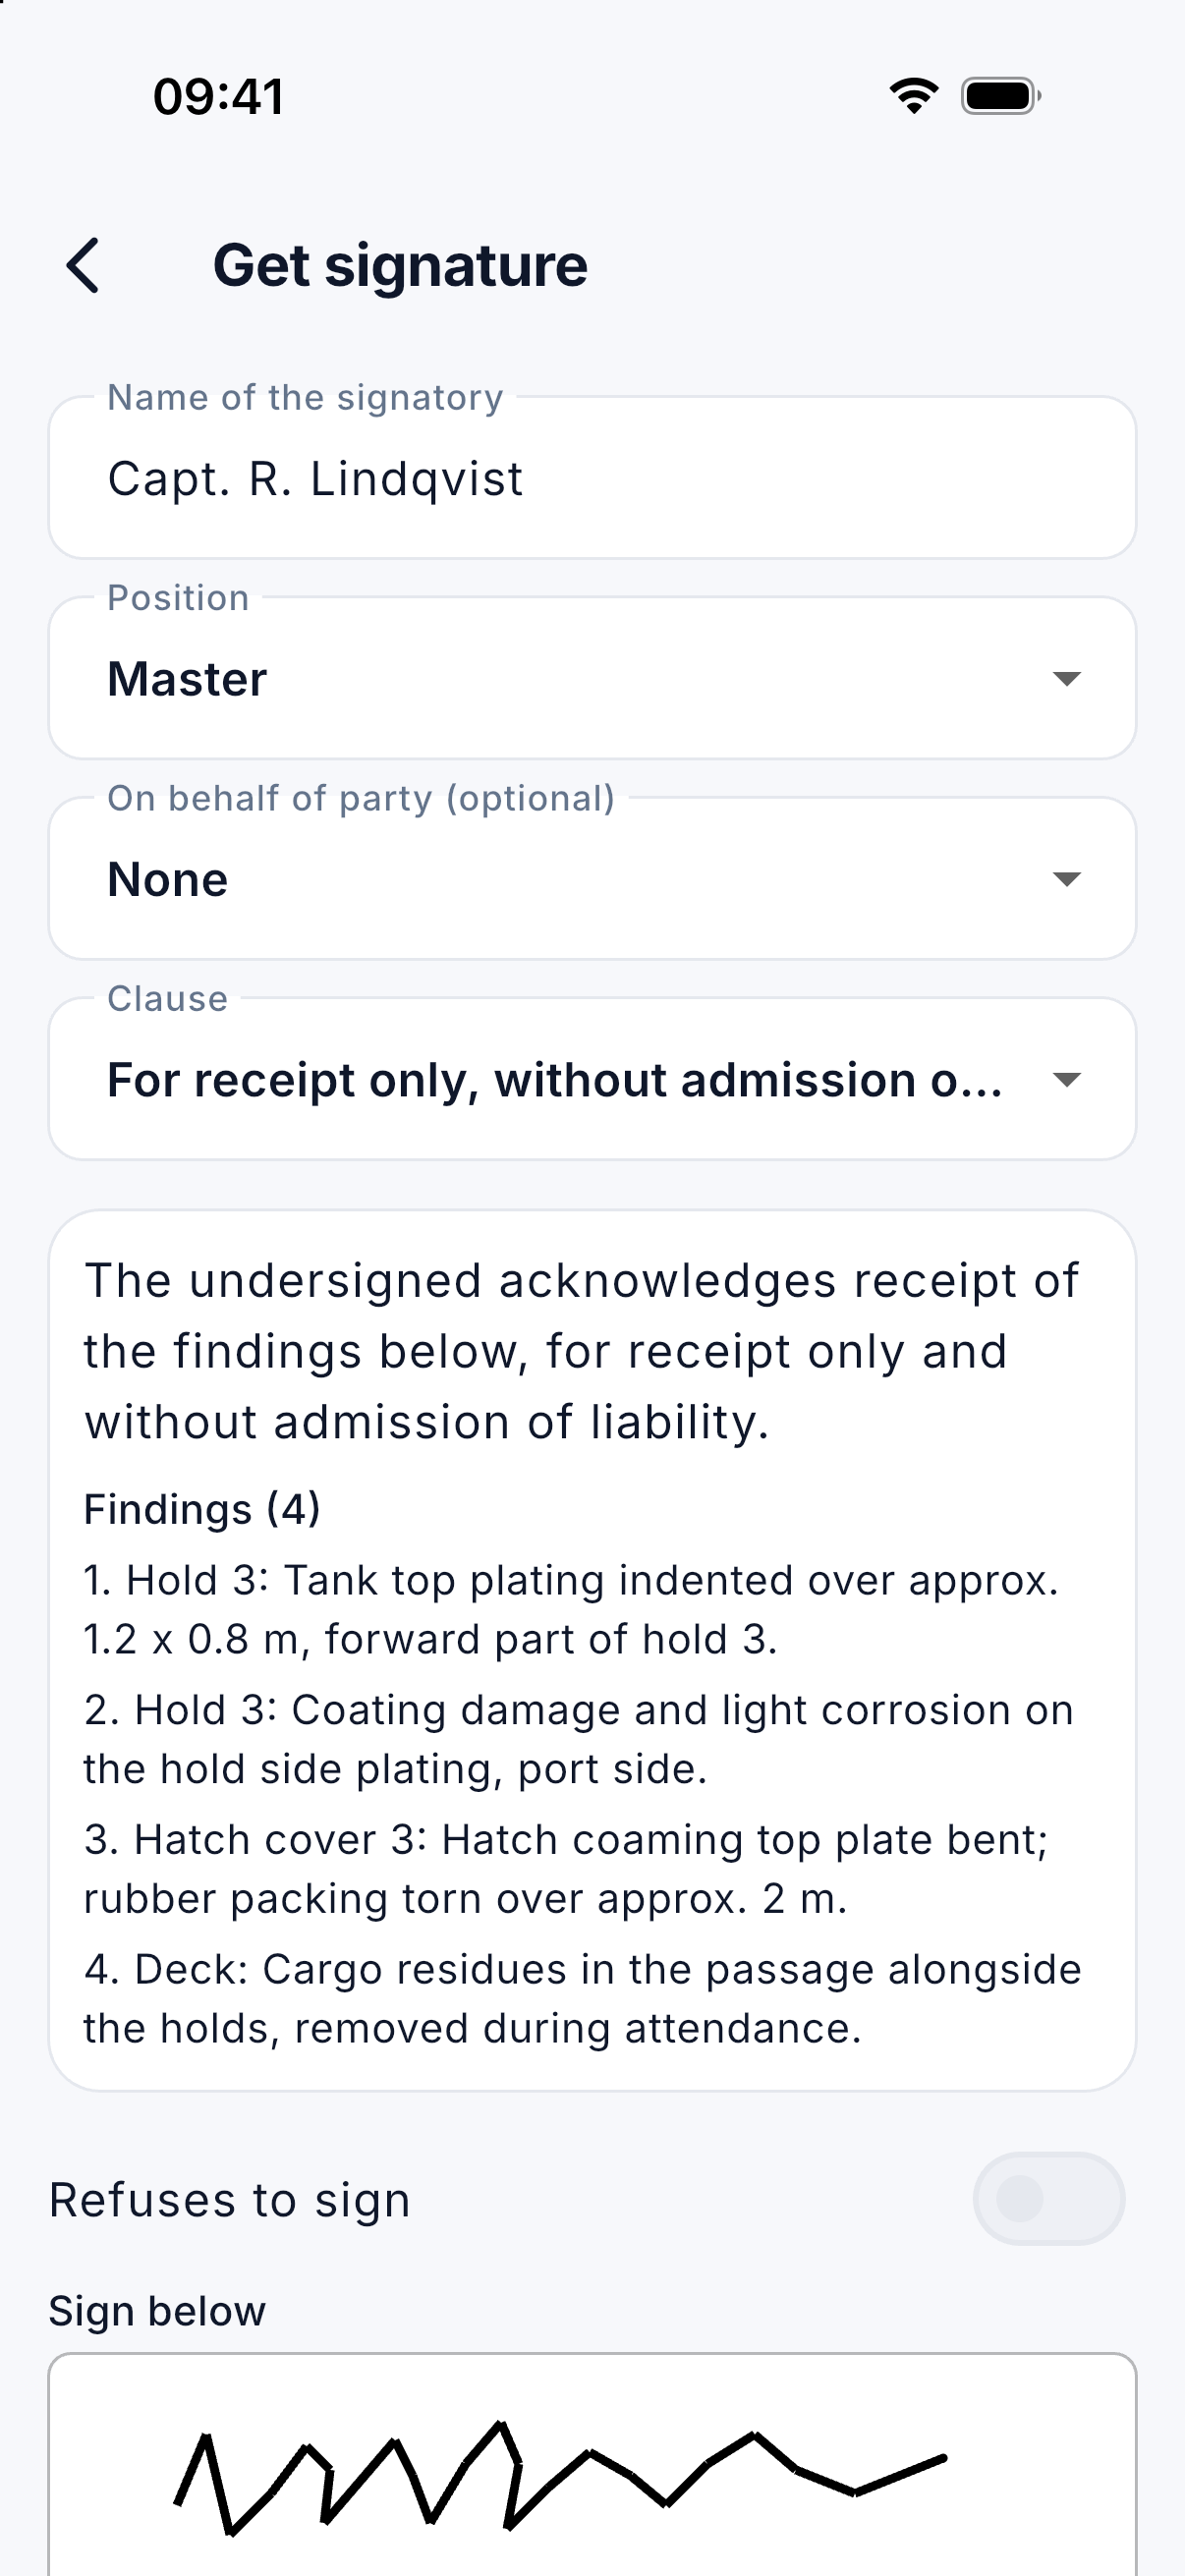 09:41
Get signature
Name of the signatory
Capt. R. Lindqvist
Position
Master
On behalf of party (optional)
None
Clause
For receipt only, without admission o...
The undersigned acknowledges receipt of
the findings below, for receipt only and
without admission of liability.
Findings (4)
1. Hold 3: Tank top plating indented over approx.
1.2 x 0.8 m, forward part of hold 3.
2. Hold 3: Coating damage and light corrosion on
the hold side plating, port side.
3. Hatch cover 3: Hatch coaming top plate bent;
rubber packing torn over approx. 2 m.
4. Deck: Cargo residues in the passage alongside
the holds, removed during attendance.
Refuses to sign
Sign below